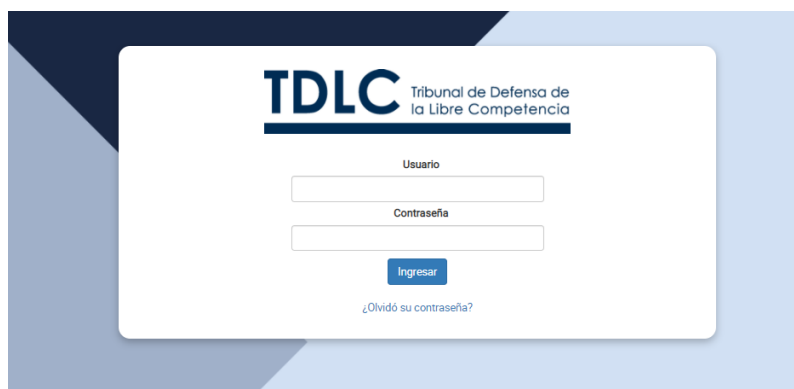 TDLC
Tribunal de Defensa de
la Libre Competencia
Usuario
Contraseña
Ingresar
¿Olvidó su contraseña?